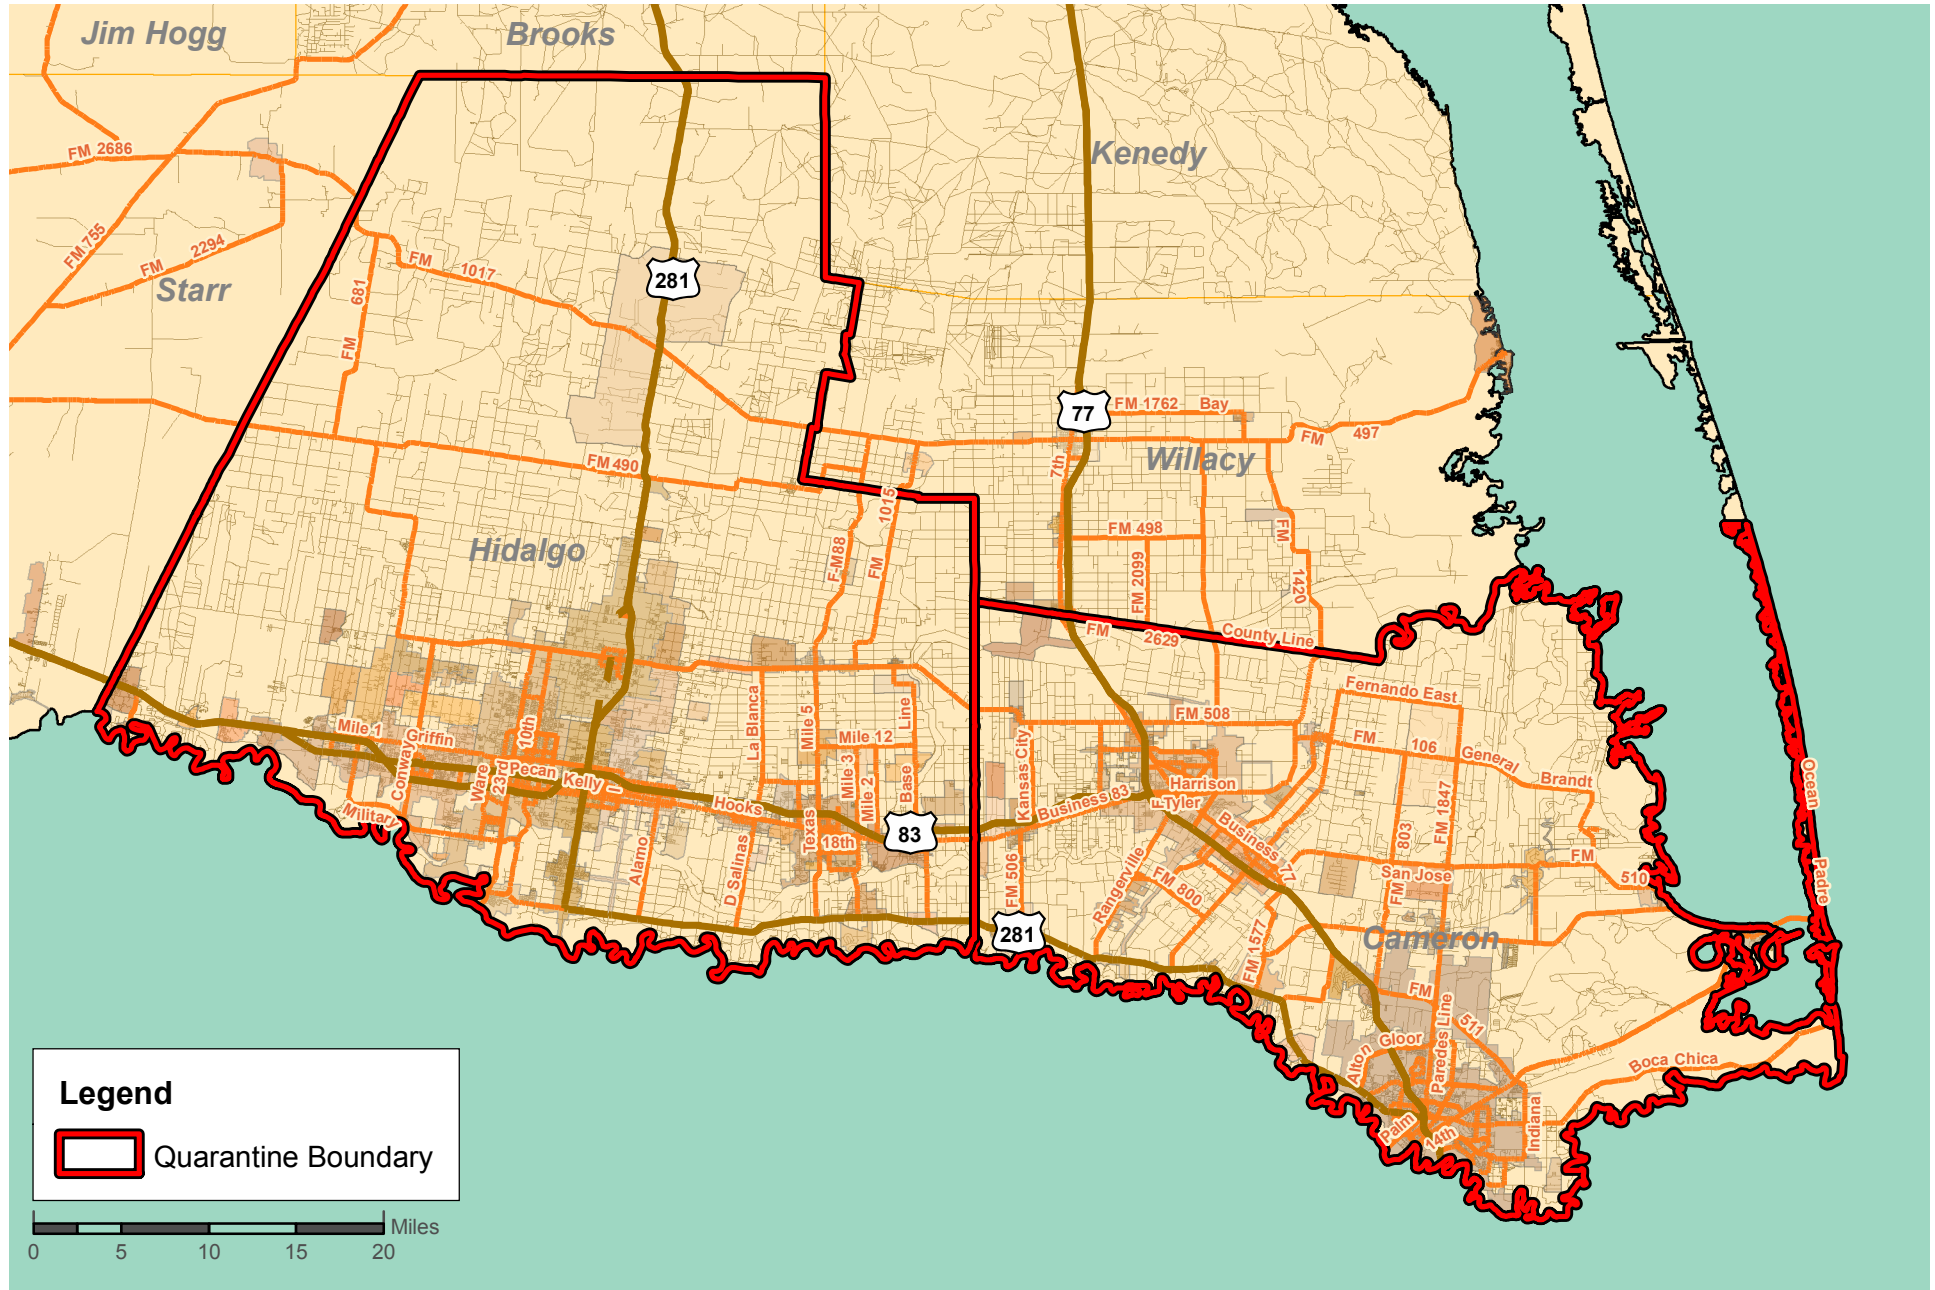 Jim Hogg
Brooks
Kenedy
FM 2686
FM 755
FM 2294
Starr
FM 681
FM 1017
281
77
FM 1762 Bay
FM 497
Willacy
7th
FM 490
1015
FM
F-M88
FM 498
FM 2099
FM 1420
Hidalgo
FM 2629 County Line
Fernando East
FM 508
FM 106 General Brandt
La Blanca
Mile 5
Mile 12
Line
Base
Mile 3
Mile 2
Kansas City
Mile 1
Griffin
Conway
10th
Ware
23rd
Pecan Kelly I
Military
Hooks
Texas
18th
83
Business 83
Harrison
F
Tyler
Business 77
803
FM
FM 1847
Ocean
Padre
Alamo
D Salinas
FM 506
Rangerville
FM 800
San Jose
FM 510
281
FM 1577
Cameron
FM 511
Alton Gloor
Paredes Line
Boca Chica
Palm
14th
Indiana
Legend
Quarantine Boundary
Miles
0 5 10 15 20